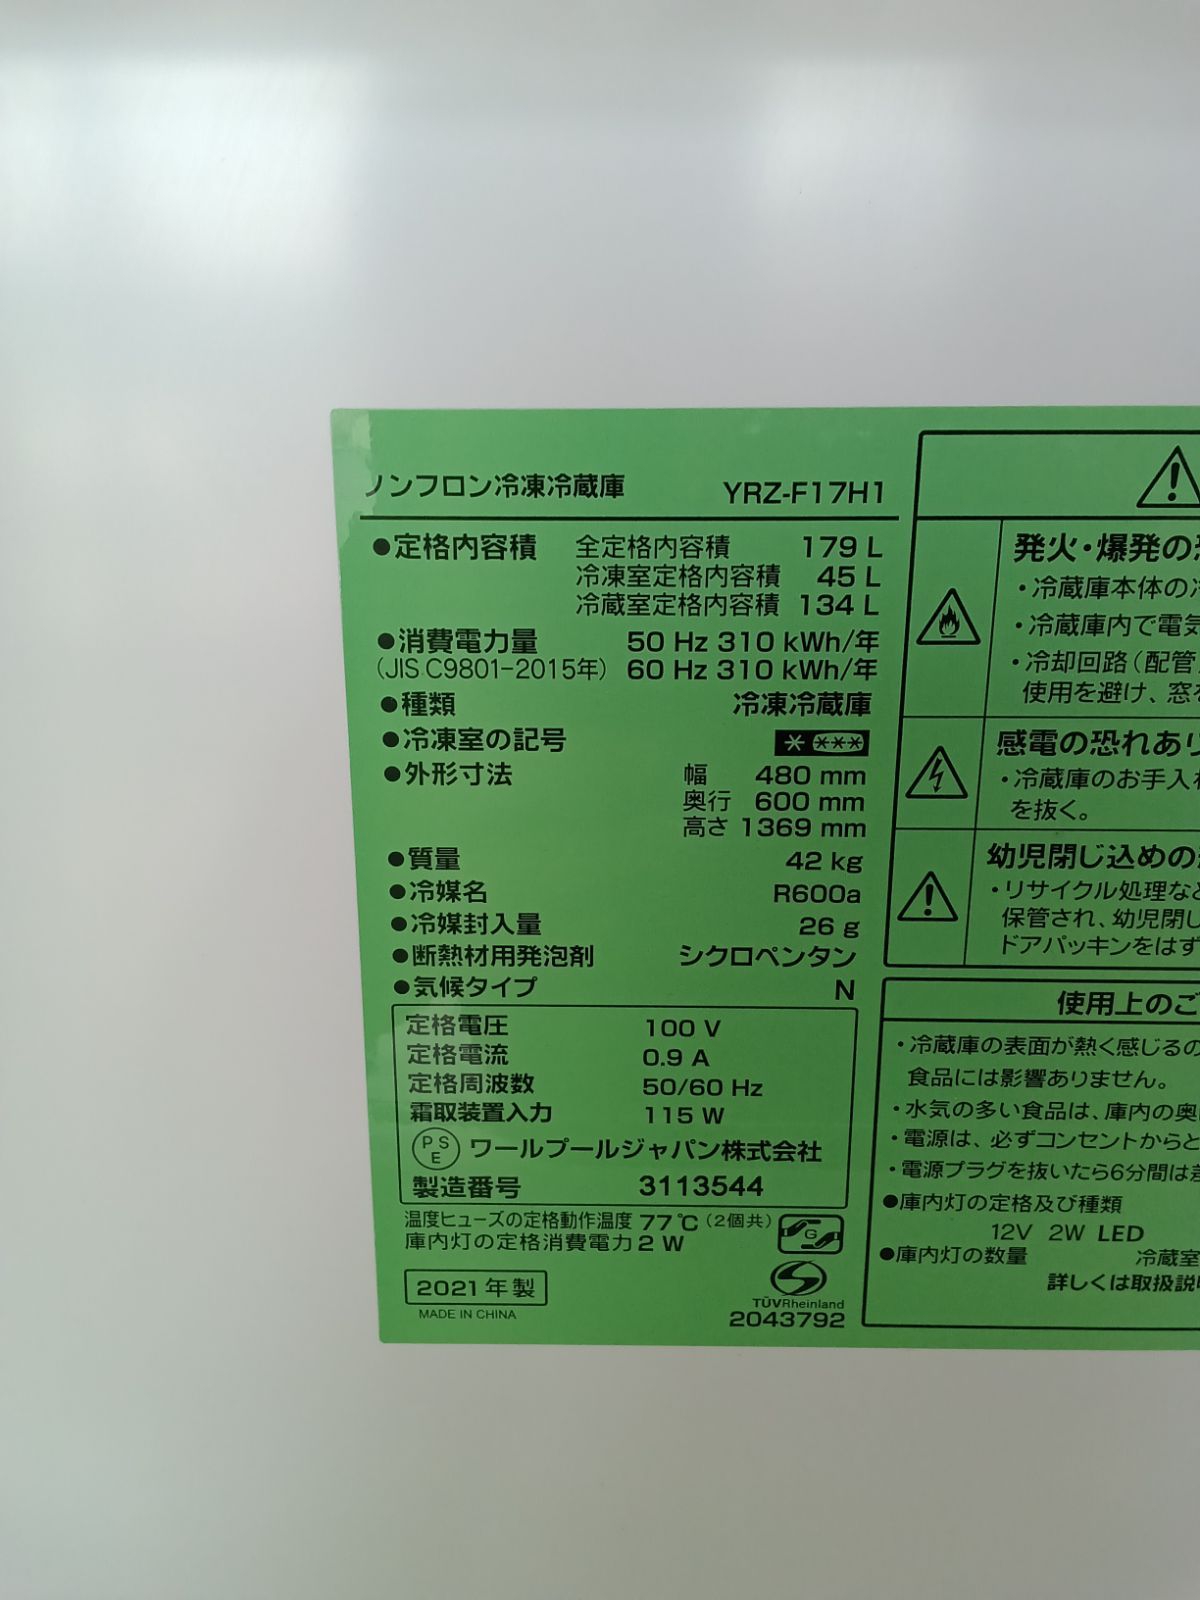 ノンフロン冷凍冷蔵庫 YRZ-F17H1
●定格内容積 全定格内容積 179 L
冷凍室定格内容積 45 L
冷蔵室定格内容積 134 L
●消費電力量 50 Hz 310 kWh/年
(JIS C9801-2015年) 60 Hz 310 kWh/年
●種類 冷凍冷蔵庫
●冷凍室の記号
●外形寸法 幅 480 mm
奥行 600 mm
高さ 1369 mm
●質量 42 kg
●冷媒名 R600a
●冷媒封入量 26 g
●断熱材用発泡剤 シクロペンタン
●気候タイプ N
定格電圧 100 V
定格電流 0.9 A
定格周波数 50/60 Hz
霜取装置入力 115 W
PSE ワールプールジャパン株式会社
製造番号 3113544
温度ヒューズの定格動作温度 77℃(2個共)
庫内灯の定格消費電力 2 W
G
2021年製
MADE IN CHINA
TÜVRheinland
2043792
発火・爆発の
・冷蔵庫本体の
・冷蔵庫内で電気
・冷却回路(配管
使用を避け、窓を
感電の恐れあり
・冷蔵庫のお手入
を抜く。
幼児閉じ込めの
・リサイクル処理など
保管され、幼児閉じ
ドアパッキンをはず
使用上のご
・冷蔵庫の表面が熱く感じるの
食品には影響ありません。
・水気の多い食品は、庫内の奥
・電源は、必ずコンセントからと
・電源プラグを抜いたら6分間は
●庫内灯の定格及び種類
12V 2W LED
●庫内灯の数量 冷蔵室
詳しくは取扱説